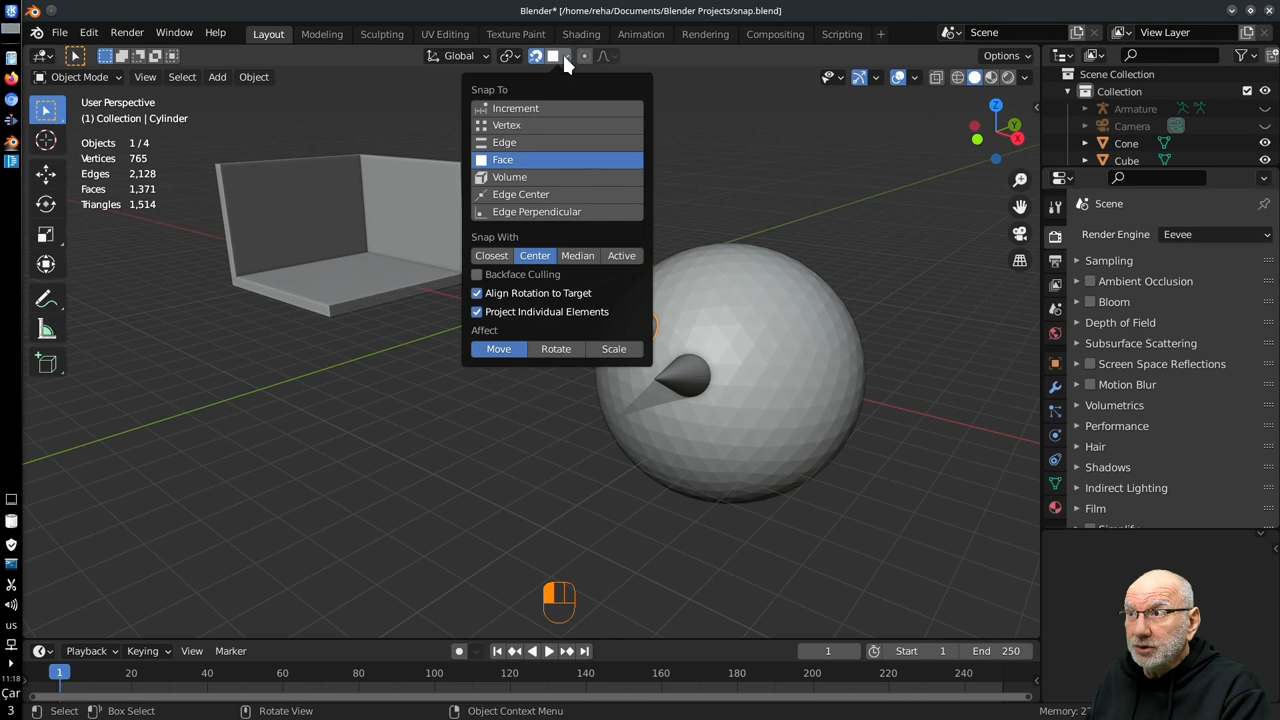 Blender* [/home/reha/Documents/Blender Projects/snap.blend]
File Edit Render Window Help Layout Modeling Sculpting UV Editing Texture Paint Shading Animation Rendering Compositing Scripting + Scene View Layer
Global Options
Object Mode View Select Add Object
Scene Collection
Collection
Armature
Camera
Cone
Cube
User Perspective
(1) Collection | Cylinder
Objects 1 / 4
Vertices 765
Edges 2,128
Faces 1,371
Triangles 1,514
Snap To
Increment
Vertex
Edge
Face
Volume
Edge Center
Edge Perpendicular
Snap With
Closest Center Median Active
Backface Culling
Align Rotation to Target
Project Individual Elements
Affect
Move Rotate Scale
Z
Y
X
Scene
Render Engine Eevee
Sampling
Ambient Occlusion
Bloom
Depth of Field
Subsurface Scattering
Screen Space Reflections
Motion Blur
Volumetrics
Performance
Hair
Shadows
Indirect Lighting
Film
us
11:18
Çar
3
Playback Keying View Marker 1 Start 1 End 250
1 20 40 60 80 100 120 140 160 180 200 220 240
Select Box Select Rotate View Object Context Menu